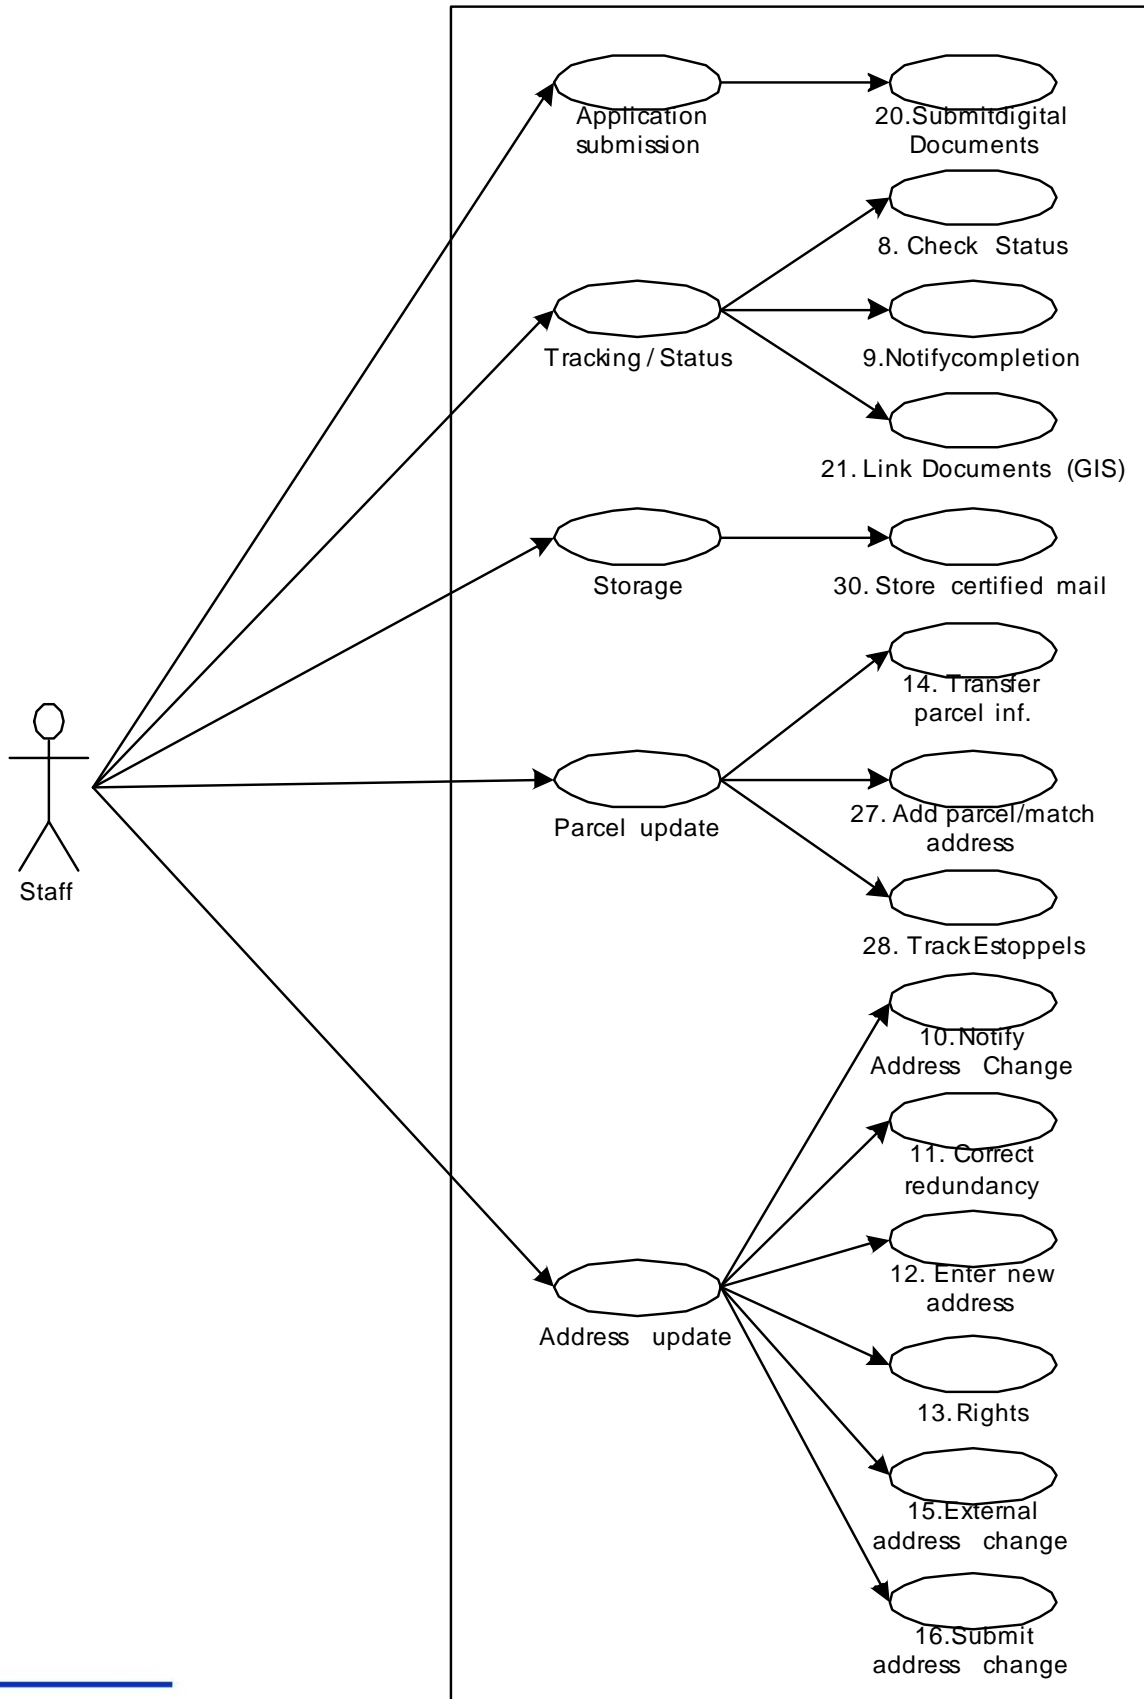 Application
submission
20.Submitdigital
Documents
8. Check Status
Tracking / Status
9.Notifycompletion
21. Link Documents (GIS)
Storage
30. Store certified mail
14. Transfer
parcel inf.
Parcel update
27. Add parcel/match
address
28. TrackEstoppels
Staff
10.Notify
Address Change
11. Correct
redundancy
12. Enter new
address
Address update
13. Rights
15.External
address change
16.Submit
address change